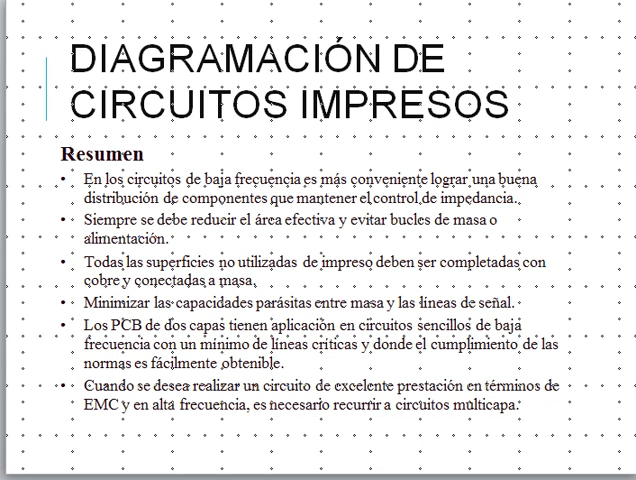 DIAGRAMACIÓN DE
CIRCUITOS IMPRESOS
Resumen
• En los circuitos de baja frecuencia es más conveniente lograr una buena
distribución de componentes que mantener el control de impedancia.
• Siempre se debe reducir el área efectiva y evitar bucles de masa o
alimentación.
• Todas las superficies no utilizadas de impreso deben ser completadas con
cobre y conectadas a masa.
• Minimizar las capacidades parásitas entre masa y las líneas de señal.
• Los PCB de dos capas tienen aplicación en circuitos sencillos de baja
frecuencia con un mínimo de líneas críticas y donde el cumplimiento de las
normas es fácilmente obtenible.
• Cuando se desea realizar un circuito de excelente prestación en términos de
EMC y en alta frecuencia, es necesario recurrir a circuitos multicapa.